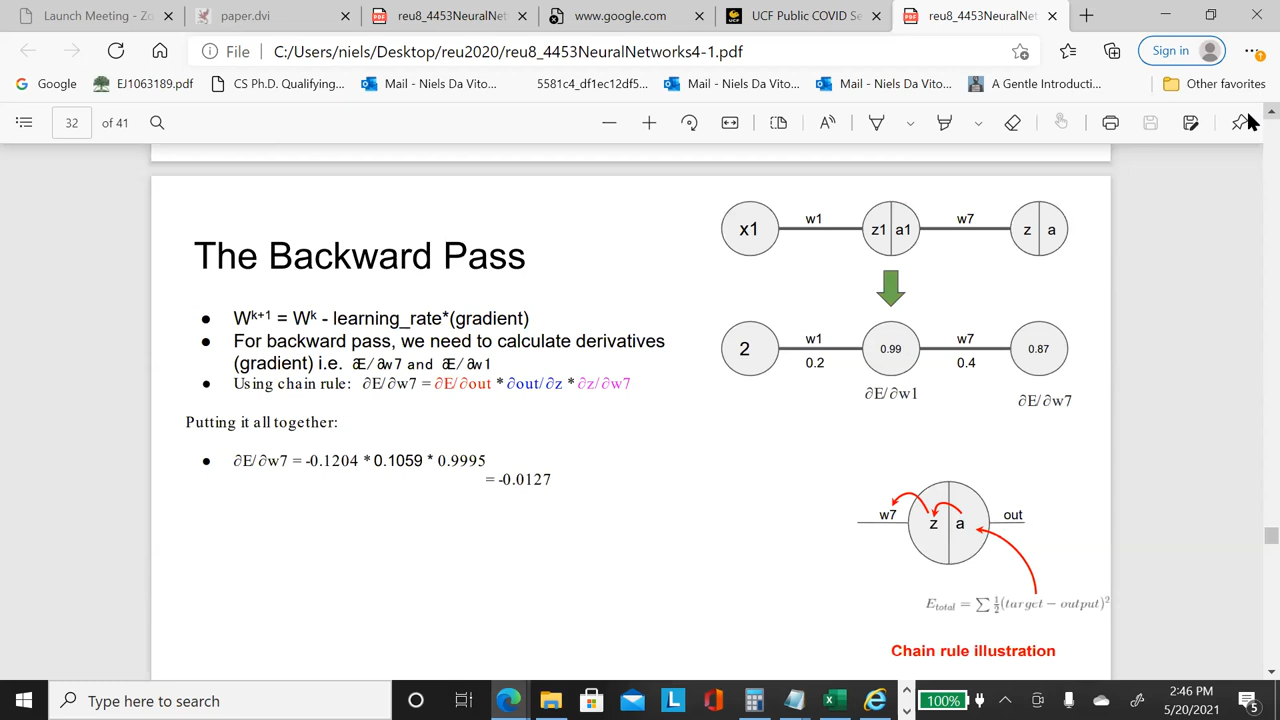 Launch Meeting - Zo
paper.dvi
reu8_4453NeuralNetwork
www.google.com
UCF Public COVID Se
reu8_4453NeuralNet
File
C:/Users/niels/Desktop/reu2020/reu8_4453NeuralNetworks4-1.pdf
Sign in
Google
EJ1063189.pdf
CS Ph.D. Qualifying...
Mail - Niels Da Vito...
5581c4_df1ec12df5...
Mail - Niels Da Vito...
Mail - Niels Da Vito...
A Gentle Introducti...
Other favorites
32
of 41
The Backward Pass
● Wk+1 = Wk - learning_rate*(gradient)
● For backward pass, we need to calculate derivatives
(gradient) i.e. Æ/∂w7 and Æ/∂w1
● Using chain rule: ∂E/∂w7 = ∂E/∂out * ∂out/∂z * ∂z/∂w7
Putting it all together:
● ∂E/∂w7 = -0.1204 * 0.1059 * 0.9995
= -0.0127
x1 w1 z1 a1 w7 z a
2 w1 0.2 0.99 w7 0.4 0.87
∂E/∂w1
∂E/∂w7
w7 z a out
E total = ∑ 1/2 (target − output)²
Chain rule illustration
Type here to search
100%
2:46 PM
5/20/2021
5